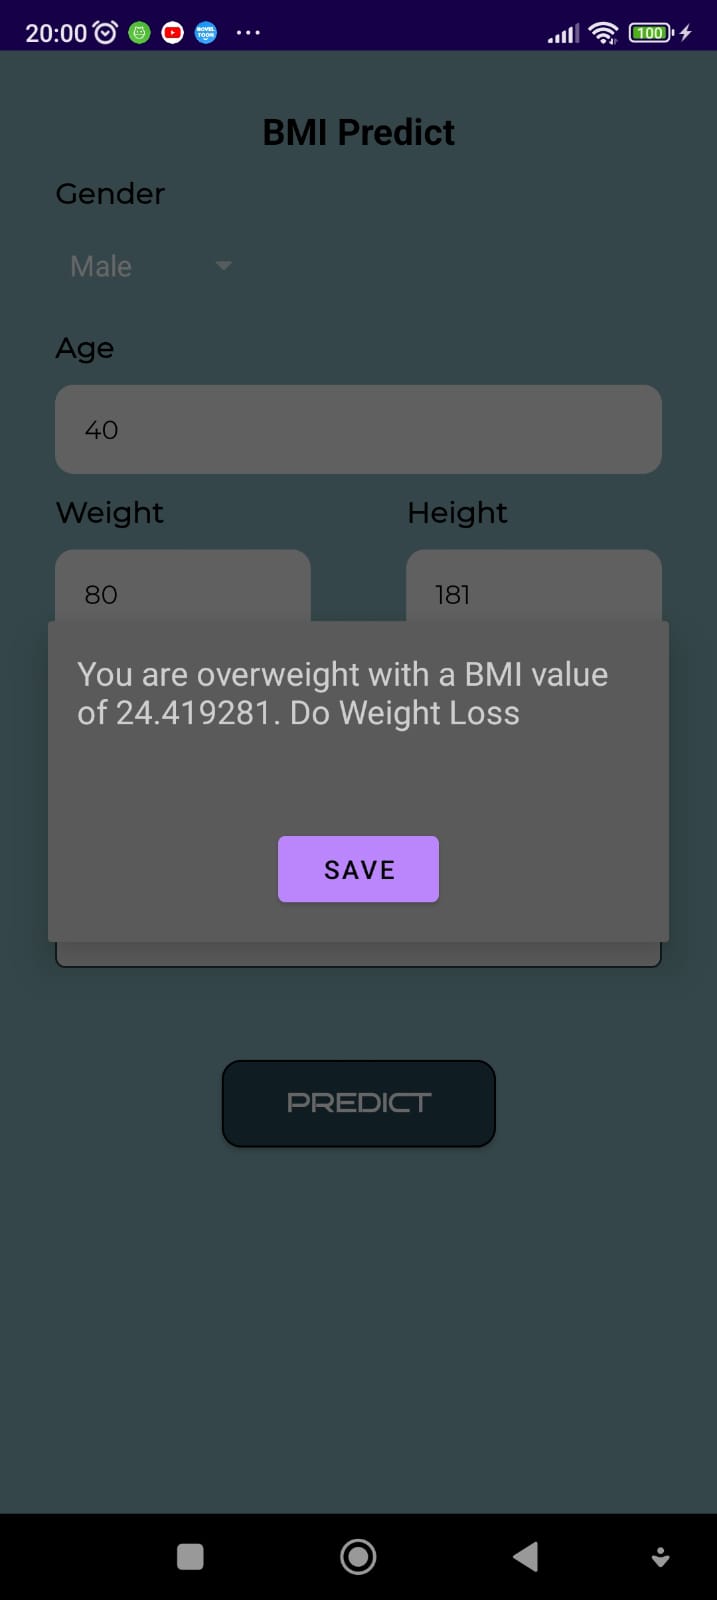 20:00
100
BMI Predict
Gender
Male
Age
40
Weight Height
80 181
You are overweight with a BMI value
of 24.419281. Do Weight Loss
SAVE
PREDICT